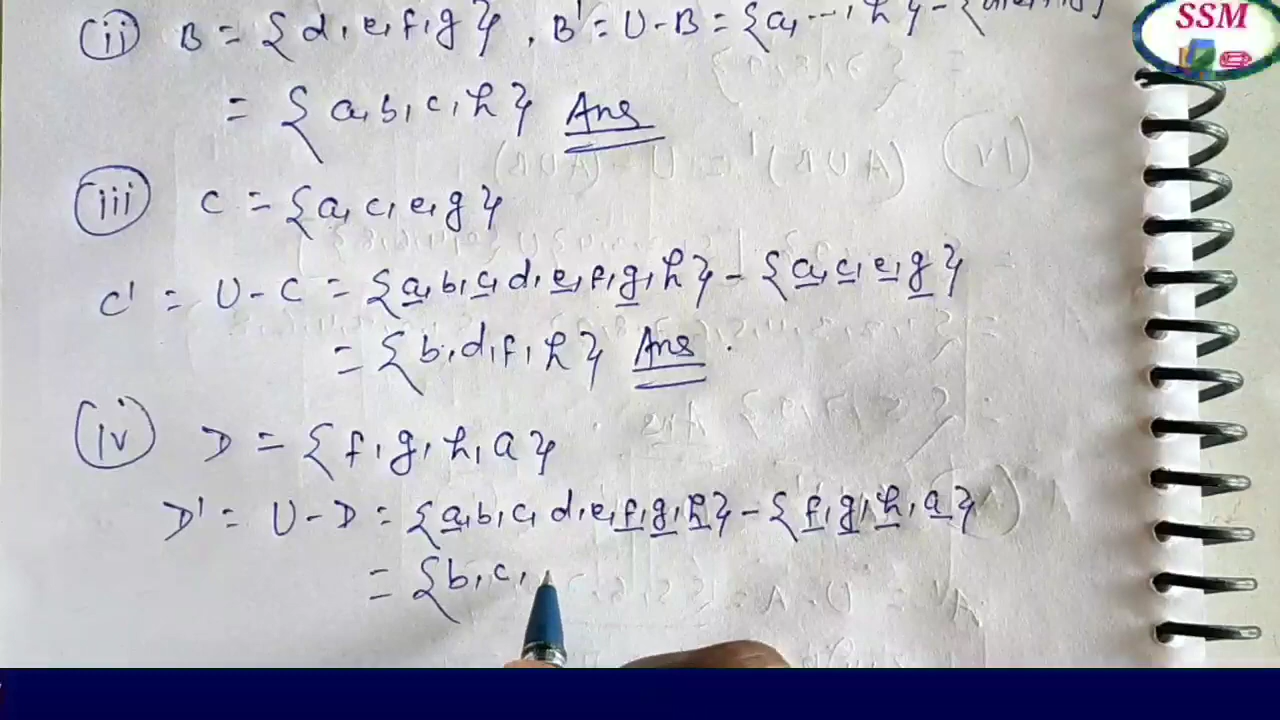 SSM
(ii) B = {d, e, f, g}, B' = U - B = {a, ---, h} - {d, e, f, g}
= {a, b, c, h} Ans
(iii) C = {a, c, e, g}
C' = U - C = {a, b, c, d, e, f, g, h} - {a, c, e, g}
= {b, d, f, h} Ans.
(iv) D = {f, g, h, a}
D' = U - D = {a, b, c, d, e, f, g, h} - {f, g, h, a}
= {b, c,